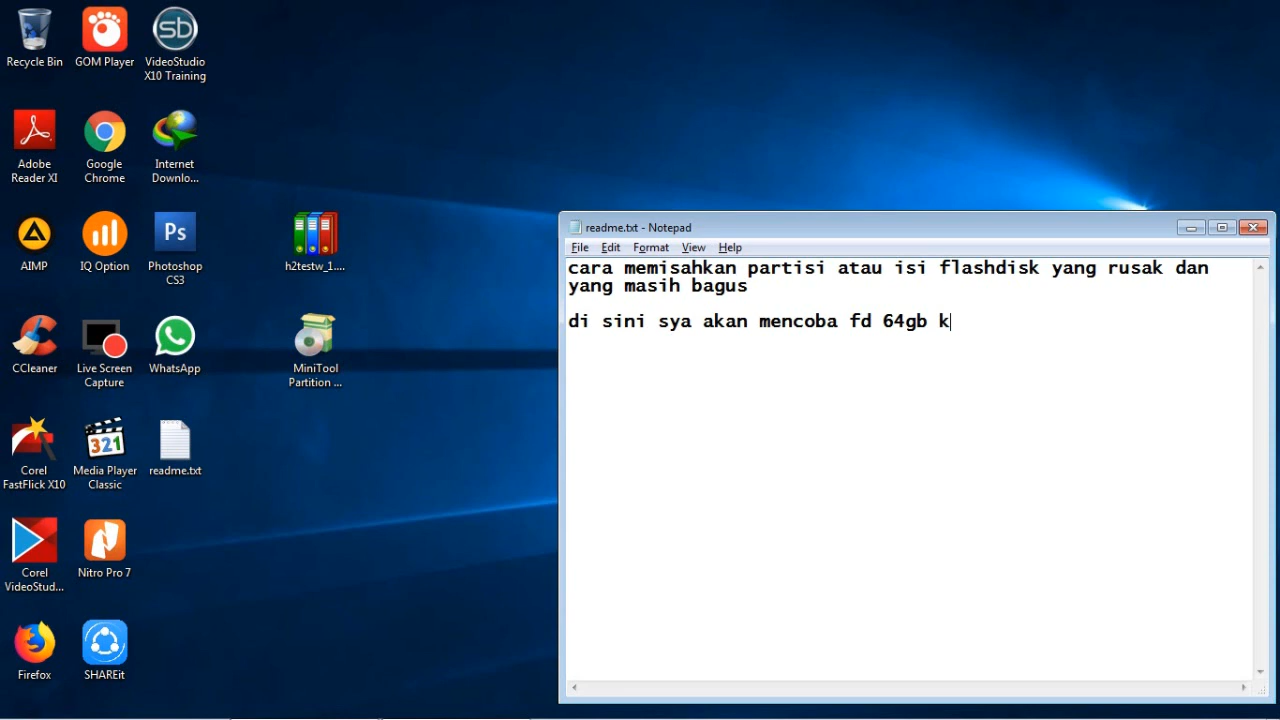 Recycle Bin
GOM Player
VideoStudio
X10 Training
Adobe
Reader XI
Google
Chrome
Internet
Downlo...
AIMP
IQ Option
Photoshop
CS3
h2testw_1....
CCleaner
Live Screen
Capture
WhatsApp
MiniTool
Partition ...
Corel
FastFlick X10
Media Player
Classic
readme.txt
Corel
VideoStud...
Nitro Pro 7
Firefox
SHAREit
sb
Ps
321
readme.txt - Notepad
File Edit Format View Help
cara memisahkan partisi atau isi flashdisk yang rusak dan
yang masih bagus
di sini sya akan mencoba fd 64gb k